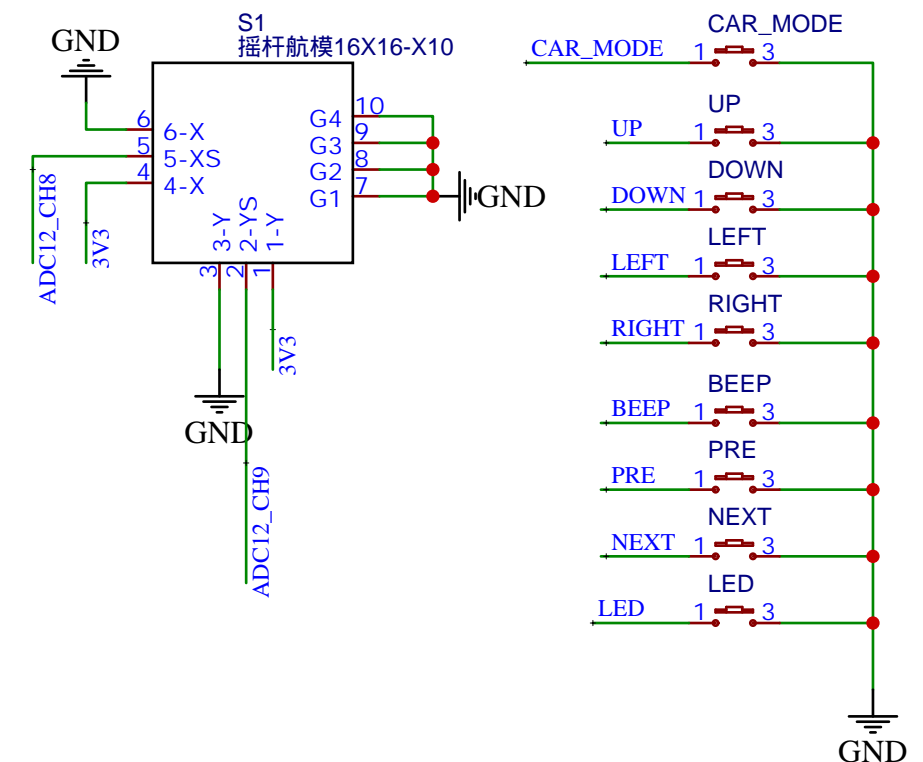 S1
摇杆航模16X16-X10
GND
6
6-X
5
5-XS
4
4-X
ADC12_CH8
3V3
3-Y
2-YS
1-Y
3
2
1
G4
10
G3
9
G2
8
G1
7
GND
GND
3V3
ADC12_CH9
CAR_MODE
CAR_MODE 1 3
UP
UP 1 3
DOWN
DOWN 1 3
LEFT
LEFT 1 3
RIGHT
RIGHT 1 3
BEEP
BEEP 1 3
PRE
PRE 1 3
NEXT
NEXT 1 3
LED
LED 1 3
GND